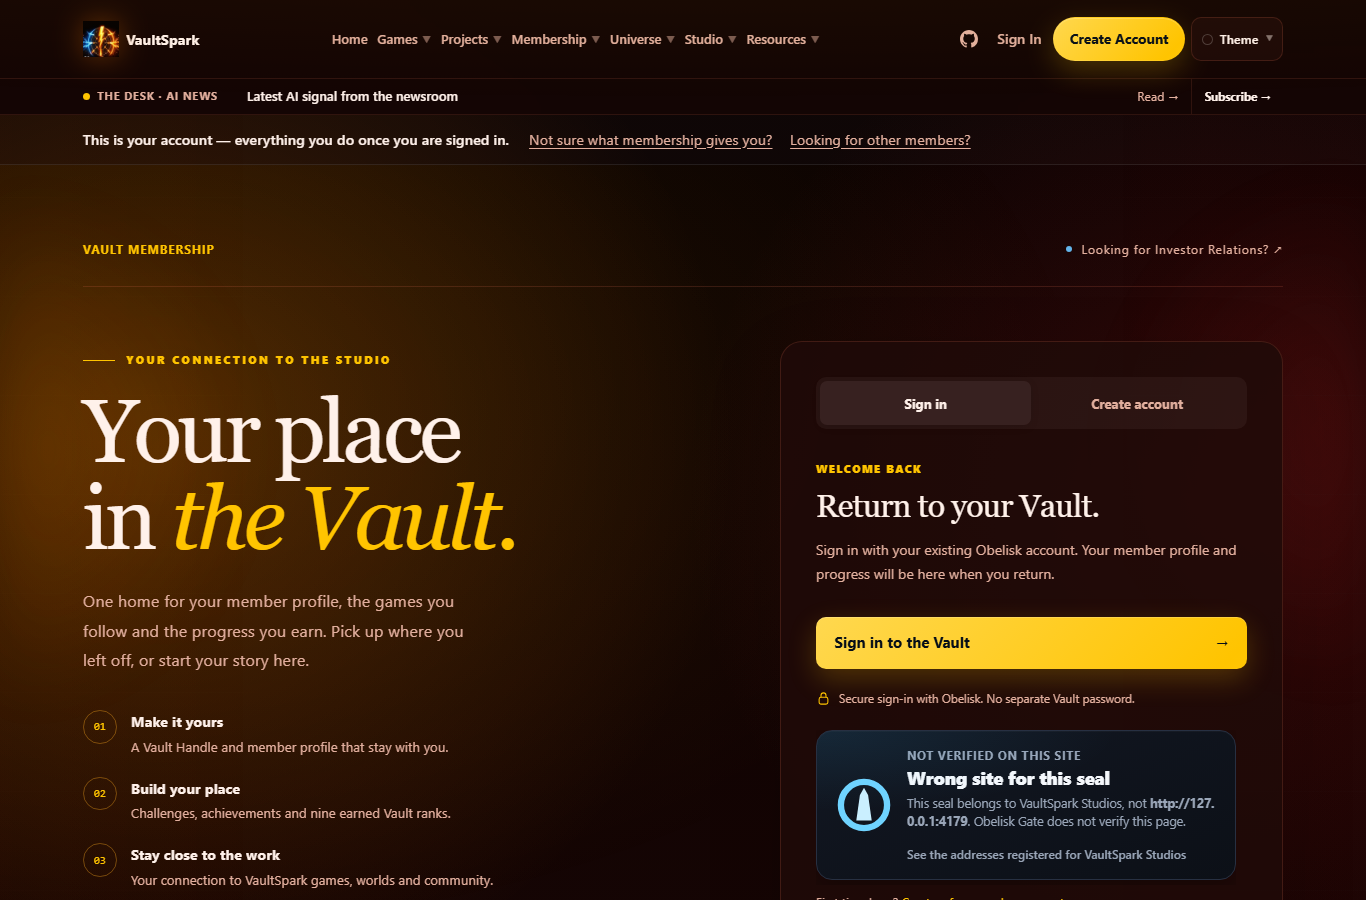 VaultSpark
Home Games Projects Membership Universe Studio Resources
Sign In
Create Account
Theme
THE DESK · AI NEWS
Latest AI signal from the newsroom
Read →
Subscribe →
This is your account — everything you do once you are signed in.
Not sure what membership gives you?
Looking for other members?
VAULT MEMBERSHIP
Looking for Investor Relations? ↗
YOUR CONNECTION TO THE STUDIO
Your place
in the Vault.
One home for your member profile, the games you
follow and the progress you earn. Pick up where you
left off, or start your story here.
01
Make it yours
A Vault Handle and member profile that stay with you.
02
Build your place
Challenges, achievements and nine earned Vault ranks.
03
Stay close to the work
Your connection to VaultSpark games, worlds and community.
Sign in
Create account
WELCOME BACK
Return to your Vault.
Sign in with your existing Obelisk account. Your member profile and
progress will be here when you return.
Sign in to the Vault →
Secure sign-in with Obelisk. No separate Vault password.
NOT VERIFIED ON THIS SITE
Wrong site for this seal
This seal belongs to VaultSpark Studios, not http://127.
0.0.1:4179. Obelisk Gate does not verify this page.
See the addresses registered for VaultSpark Studios